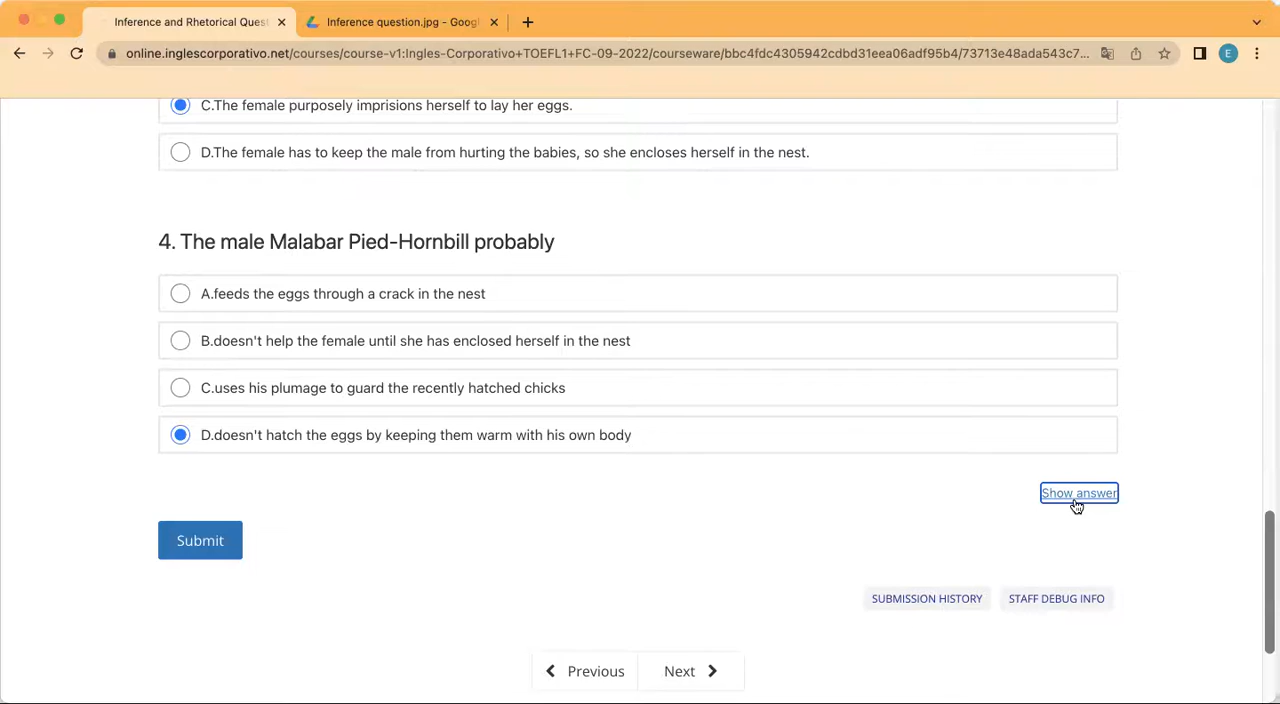 Inference and Rhetorical Quest
Inference question.jpg - Googl
online.inglescorporativo.net/courses/course-v1:Ingles-Corporativo+TOEFL1+FC-09-2022/courseware/bbc4fdc4305942cdbd31eea06adf95b4/73713e48ada543c7...
E
C.The female purposely imprisions herself to lay her eggs.
D.The female has to keep the male from hurting the babies, so she encloses herself in the nest.
4. The male Malabar Pied-Hornbill probably
A.feeds the eggs through a crack in the nest
B.doesn't help the female until she has enclosed herself in the nest
C.uses his plumage to guard the recently hatched chicks
D.doesn't hatch the eggs by keeping them warm with his own body
Show answer
Submit
SUBMISSION HISTORY
STAFF DEBUG INFO
Previous
Next